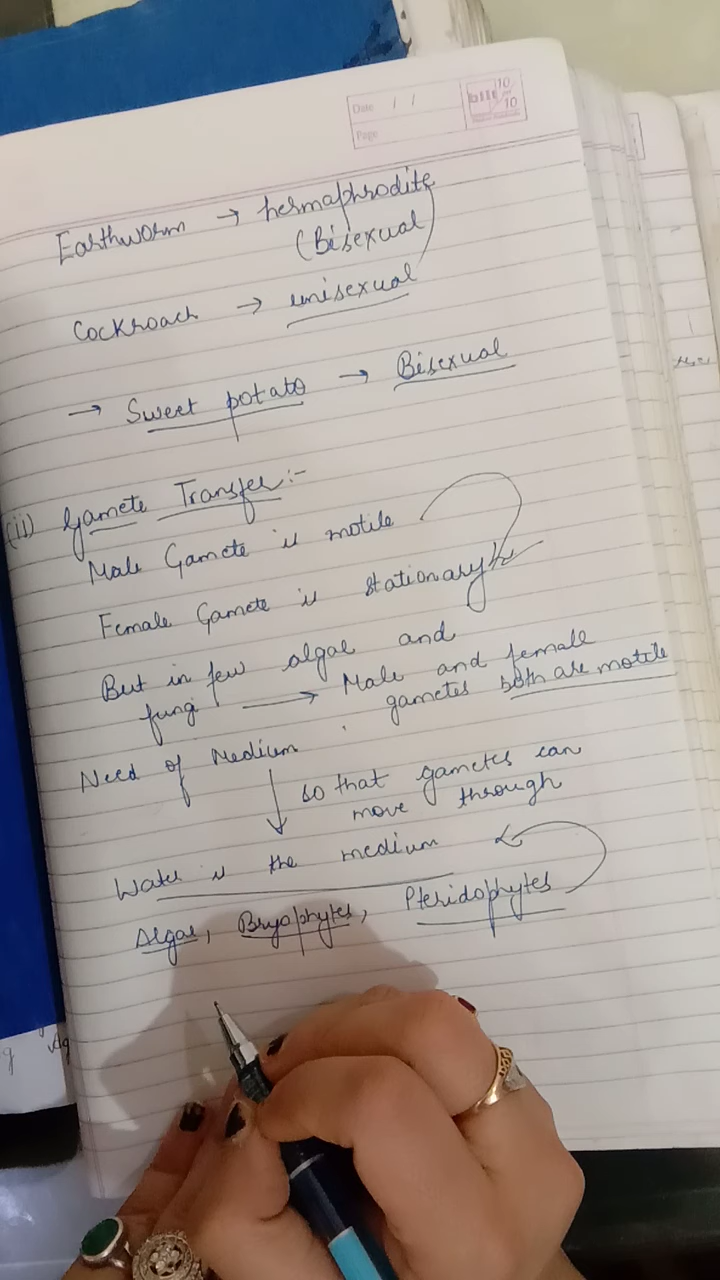 Date / /
Page
Earthworm → hermaphrodite
(Bisexual)
Cockroach → unisexual
→ Sweet potato → Bisexual
(ii) Gamete Transfer:-
Male Gamete is motile
Female Gamete is stationary
But in few algae and
fungi → Male and female
gametes both are motile
Need of Medium
so that gametes can
move through
Water is the medium
Algae, Bryophytes, Pteridophytes